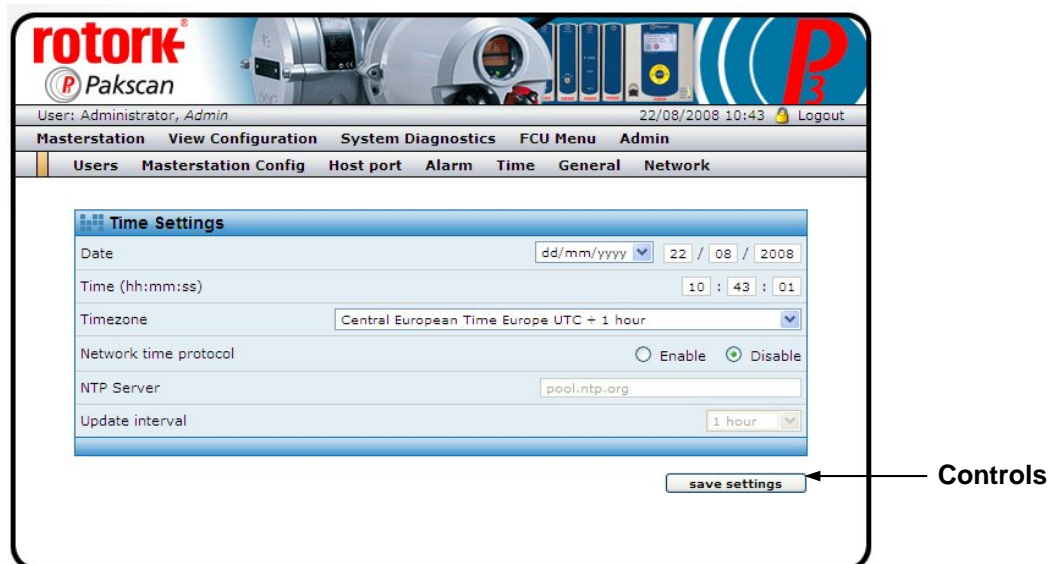 rotork®
P Pakscan
P3
User: Administrator, Admin 22/08/2008 10:43 Logout
Masterstation View Configuration System Diagnostics FCU Menu Admin
Users Masterstation Config Host port Alarm Time General Network
Time Settings
Date dd/mm/yyyy 22 / 08 / 2008
Time (hh:mm:ss) 10 : 43 : 01
Timezone Central European Time Europe UTC + 1 hour
Network time protocol Enable Disable
NTP Server pool.ntp.org
Update interval 1 hour
save settings Controls